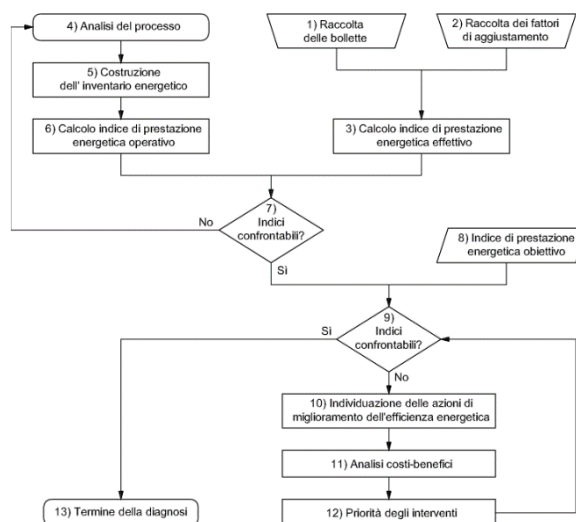 4) Analisi del processo
1) Raccolta
delle bollette
2) Raccolta dei fattori
di aggiustamento
5) Costruzione
dell' inventario energetico
6) Calcolo indice di prestazione
energetica operativo
3) Calcolo indice di prestazione
energetica effettivo
7)
Indici
confrontabili?
No
Sì
8) Indice di prestazione
energetica obiettivo
9)
Indici
confrontabili?
Sì
No
10) Individuazione delle azioni di
miglioramento dell'efficienza energetica
11) Analisi costi-benefici
13) Termine della diagnosi
12) Priorità degli interventi